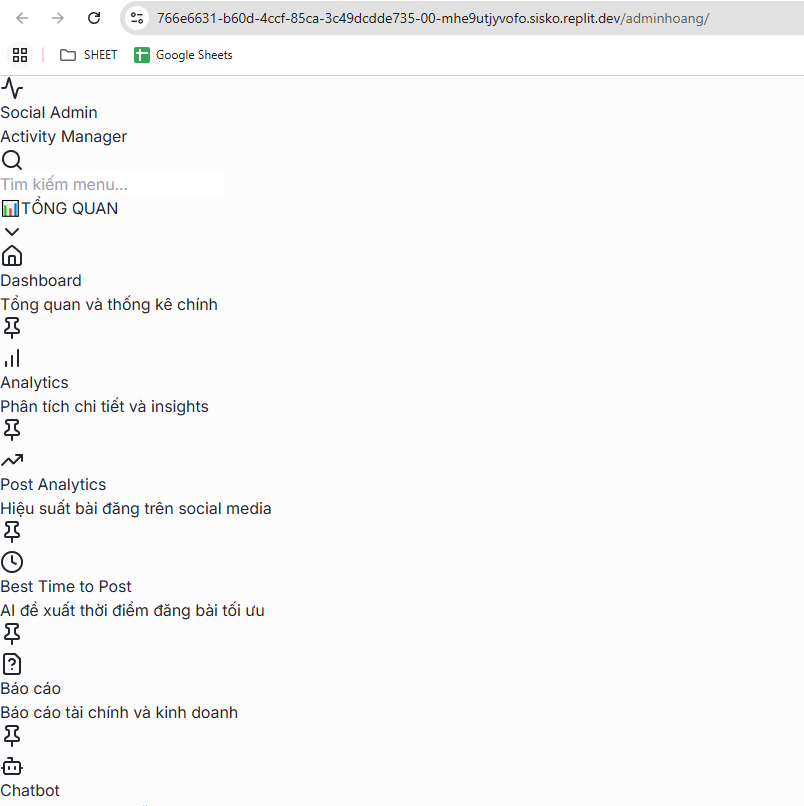 766e6631-b60d-4ccf-85ca-3c49dcdde735-00-mhe9utjyvofo.sisko.replit.dev/adminhoang/
SHEET
Google Sheets
Social Admin
Activity Manager
Tìm kiếm menu...
TỔNG QUAN
Dashboard
Tổng quan và thống kê chính
Analytics
Phân tích chi tiết và insights
Post Analytics
Hiệu suất bài đăng trên social media
Best Time to Post
AI đề xuất thời điểm đăng bài tối ưu
Báo cáo
Báo cáo tài chính và kinh doanh
Chatbot